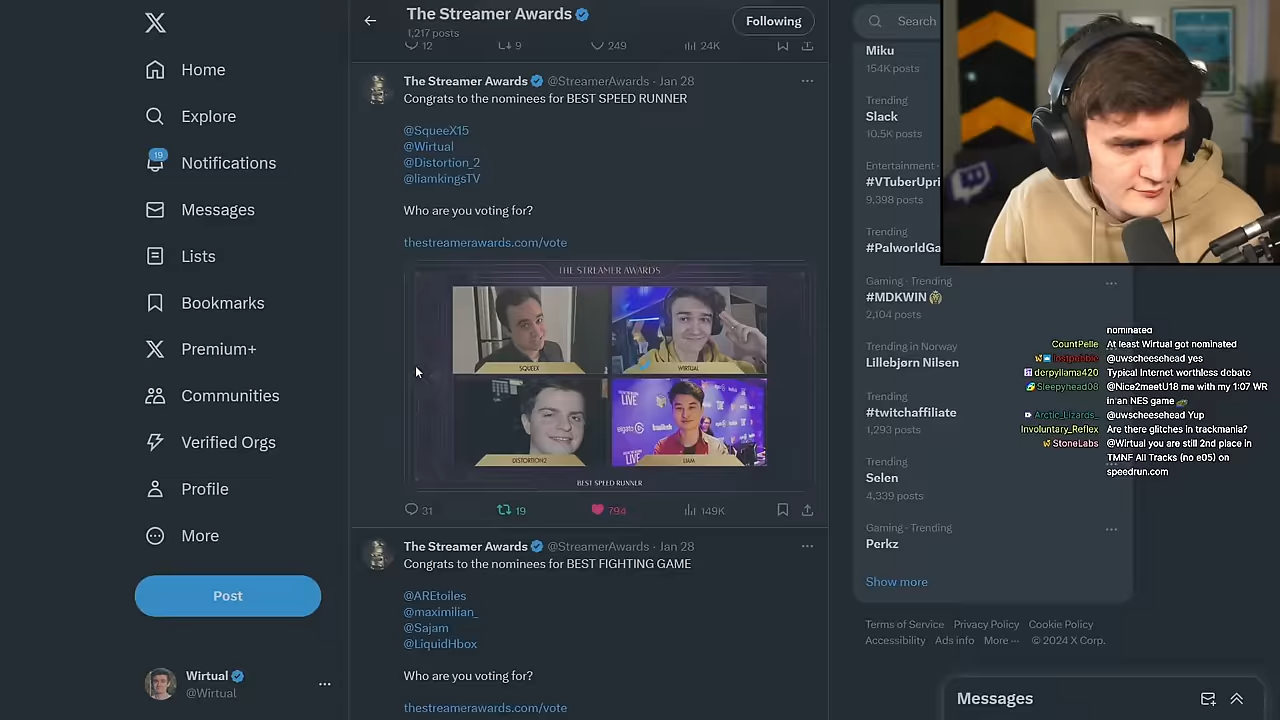 Home
Explore
19
Notifications
Messages
Lists
Bookmarks
Premium+
Communities
Verified Orgs
Profile
More
Post
Wirtual
@Wirtual
The Streamer Awards
1,217 posts
Following
12
9
249
24K
The Streamer Awards @StreamerAwards · Jan 28
Congrats to the nominees for BEST SPEED RUNNER
@SqueeX15
@Wirtual
@Distortion_2
@liamkingsTV
Who are you voting for?
thestreamerawards.com/vote
THE STREAMER AWARDS
SQUEEX
WIRTUAL
DISTORTION2
LIAM
BEST SPEED RUNNER
31
19
794
149K
The Streamer Awards @StreamerAwards · Jan 28
Congrats to the nominees for BEST FIGHTING GAME
@AREtoiles
@maximilian_
@Sajam
@LiquidHbox
Who are you voting for?
thestreamerawards.com/vote
Search
Miku
154K posts
Trending
Slack
10.5K posts
Entertainment ·
#VTuberUpri
9,398 posts
Trending
#PalworldGa
Gaming · Trending
#MDKWIN
2,104 posts
Trending in Norway
Lillebjørn Nilsen
Trending
#twitchaffiliate
1,293 posts
Trending
Selen
4,339 posts
Gaming · Trending
Perkz
Show more
Terms of Service Privacy Policy Cookie Policy
Accessibility Ads info More ··· © 2024 X Corp.
nominated
CountPelle At least Wirtual got nominated
lostpebble @uwscheesehead yes
derpyllama420 Typical Internet worthless debate
Sleepyhead08 @Nice2meetU18 me with my 1:07 WR
in an NES game
Arctic_Lizards_ @uwscheesehead Yup
Involuntary_Reflex Are there glitches in trackmania?
StoneLabs @Wirtual you are still 2nd place in
TMNF All Tracks (no e05) on
speedrun.com
Messages